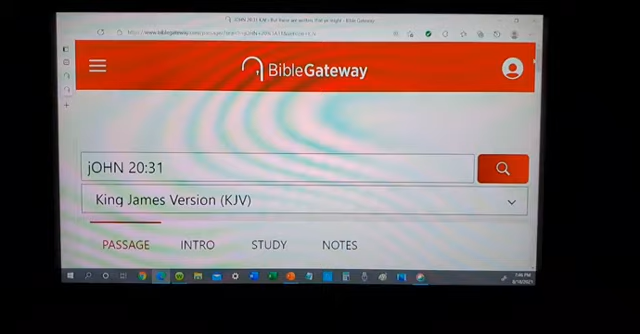 BibleGateway
jOHN 20:31
King James Version (KJV)
PASSAGE INTRO STUDY NOTES